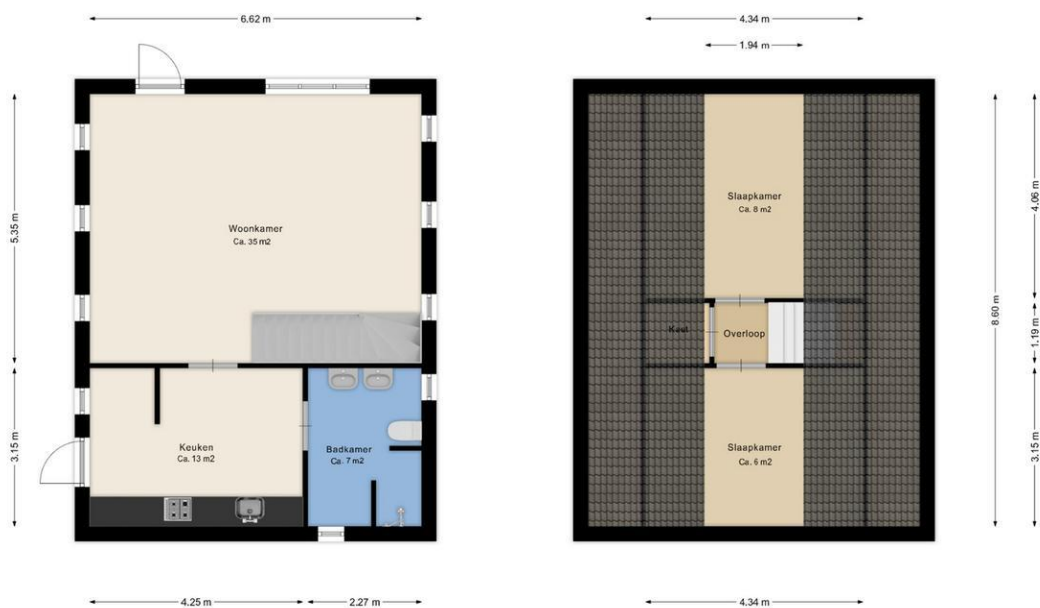 6.62 m
4.34 m
1.94 m
5.35 m
Woonkamer
Ca. 35 m2
3.15 m
Keuken
Ca. 13 m2
Badkamer
Ca. 7 m2
4.25 m
2.27 m
Slaapkamer
Ca. 8 m2
Kast
Overloop
Slaapkamer
Ca. 6 m2
8.60 m
4.06 m
1.19 m
3.15 m
4.34 m